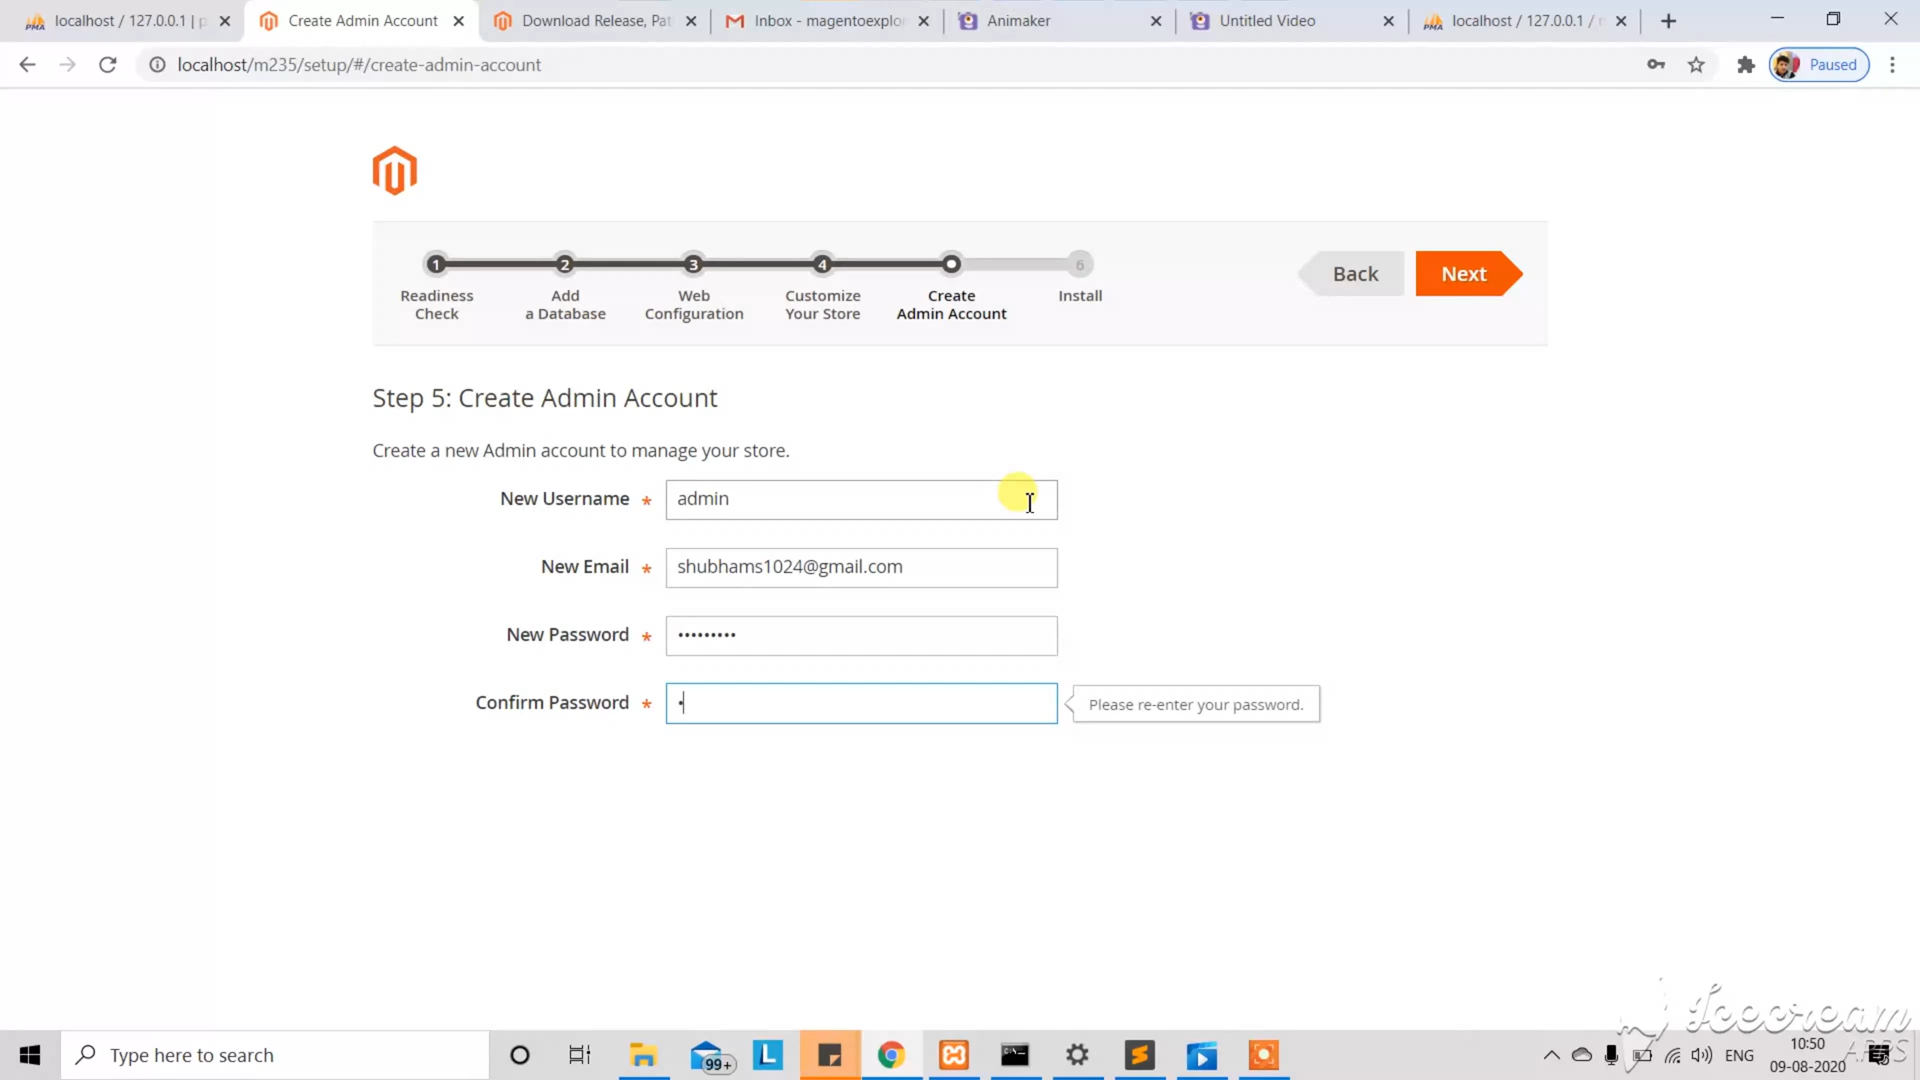 localhost / 127.0.0.1 | p
Create Admin Account
Download Release, Pat
Inbox - magentoexplo
Animaker
Untitled Video
localhost / 127.0.0.1 /
localhost/m235/setup/#/create-admin-account
Paused
1 2 3 4 6
Readiness Check
Add a Database
Web Configuration
Customize Your Store
Create Admin Account
Install
Back
Next
Step 5: Create Admin Account
Create a new Admin account to manage your store.
New Username * admin
New Email * shubhams1024@gmail.com
New Password * •••••••••
Confirm Password * •
Please re-enter your password.
Icecream
APPS
Type here to search
99+
L
ENG
10:50
09-08-2020